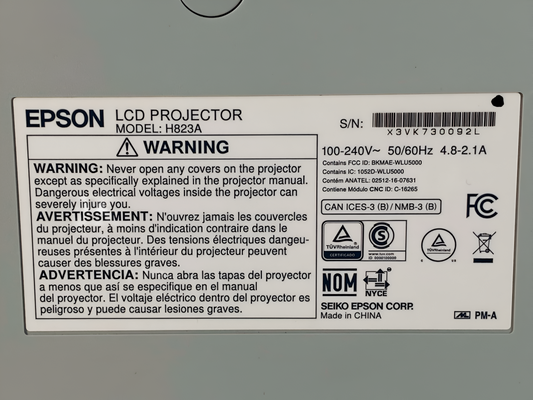 EPSON LCD PROJECTOR
MODEL: H823A
WARNING
WARNING: Never open any covers on the projector
except as specifically explained in the projector manual.
Dangerous electrical voltages inside the projector can
severely injure you.
AVERTISSEMENT: N'ouvrez jamais les couvercles
du projecteur, à moins d'indication contraire dans le
manuel du projecteur. Des tensions électriques dangeu-
reuses présentes à l'intérieur du projecteur peuvent
causer des blessures graves.
ADVERTENCIA: Nunca abra las tapas del proyector
a menos que así se especifique en el manual
del proyector. El voltaje eléctrico dentro del proyector es
peligroso y puede causar lesiones graves.
S/N:
X3VK730092L
100-240V~ 50/60Hz 4.8-2.1A
Contains FCC ID: BKMAE-WLU5000
Contains IC: 1052D-WLU5000
Contém ANATEL: 02512-16-07631
Contiene Módulo CNC ID: C-16265
CAN ICES-3 (B) / NMB-3 (B)
FC
TÜVRheinland
S
TÜVRheinland
NOM
NYCE
SEIKO EPSON CORP.
Made in CHINA
PM-A